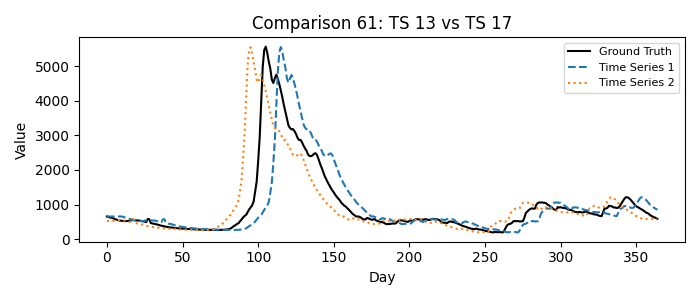 Comparison 61: TS 13 vs TS 17
Ground Truth
Time Series 1
Time Series 2
Value
5000
4000
3000
2000
1000
0
0 50 100 150 200 250 300 350
Day